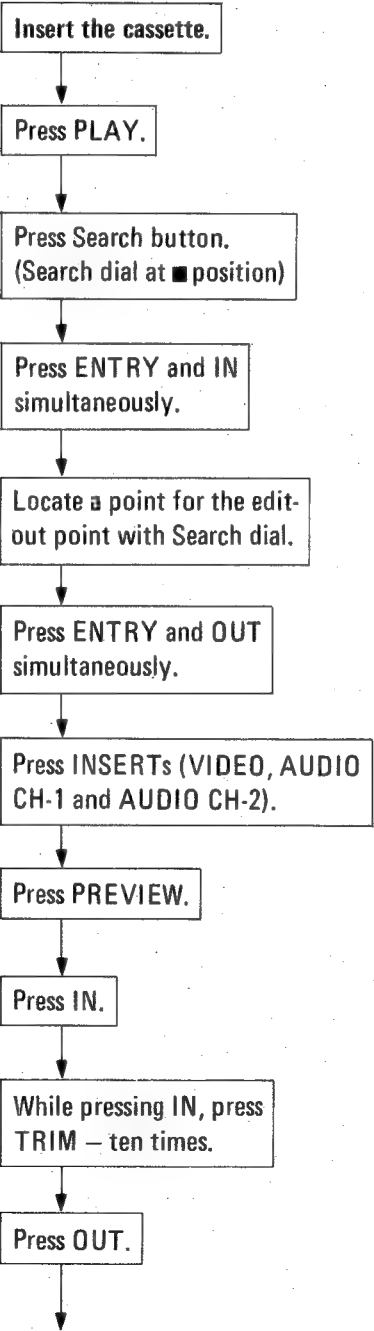 Insert the cassette.
Press PLAY.
Press Search button.
(Search dial at ■ position)
Press ENTRY and IN
simultaneously.
Locate a point for the edit-
out point with Search dial.
Press ENTRY and OUT
simultaneously.
Press INSERTs (VIDEO, AUDIO
CH-1 and AUDIO CH-2).
Press PREVIEW.
Press IN.
While pressing IN, press
TRIM — ten times.
Press OUT.